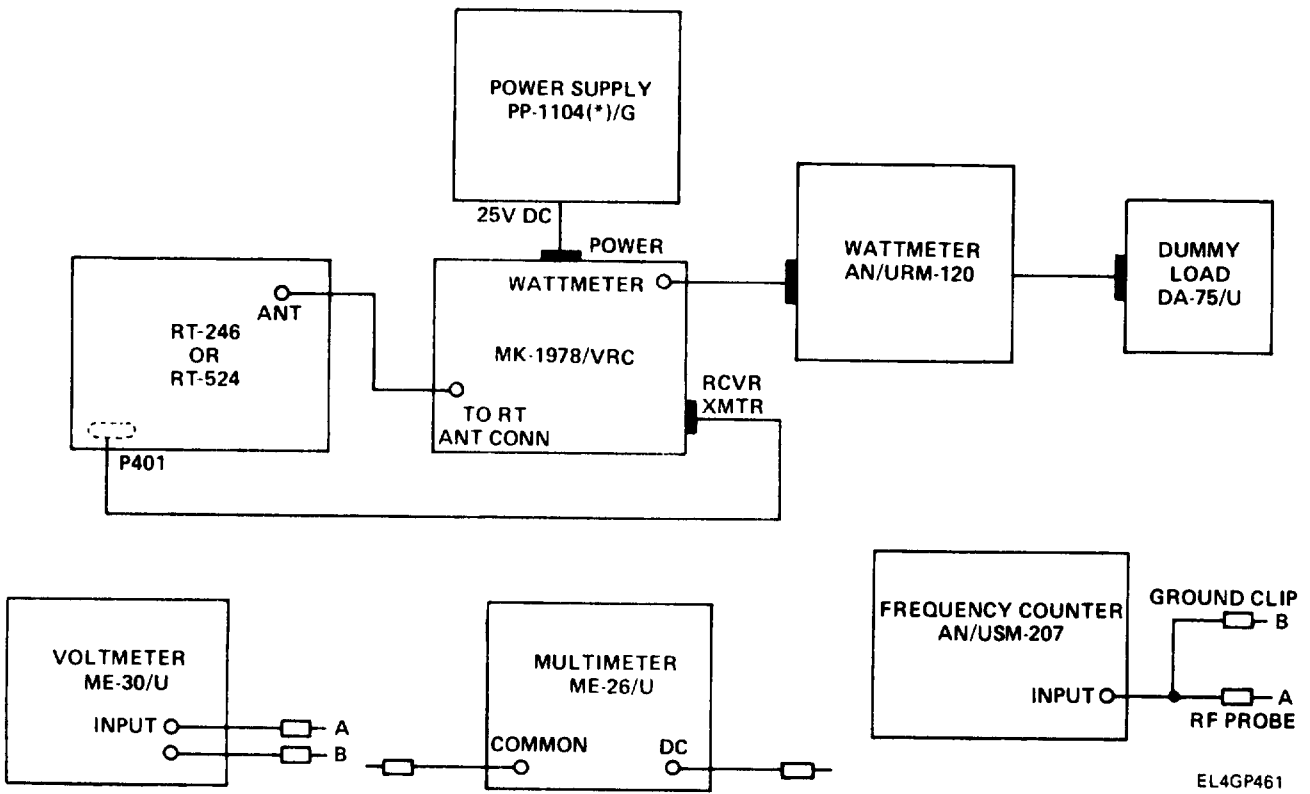 POWER SUPPLY
PP-1104(*)/G
25V DC
POWER
WATTMETER
AN/URM-120
DUMMY
LOAD
DA-75/U
ANT
RT-246
OR
RT-524
P401
WATTMETER
MK-1978/VRC
TO RT
ANT CONN
RCVR
XMTR
VOLTMETER
ME-30/U
INPUT
A
B
MULTIMETER
ME-26/U
COMMON
DC
FREQUENCY COUNTER
AN/USM-207
INPUT
GROUND CLIP
B
A
RF PROBE
EL4GP461